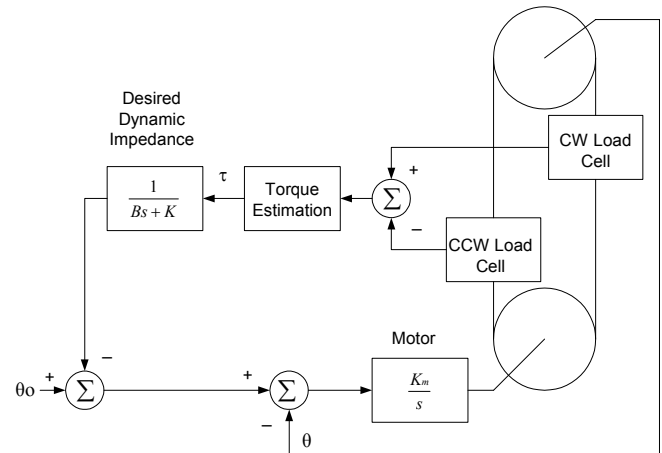 Desired
Dynamic
Impedance
1
Bs + K
τ
Torque
Estimation
+
Σ
−
CW Load
Cell
CCW Load
Cell
Motor
Km
s
θo
+
−
Σ
+
−
Σ
θ